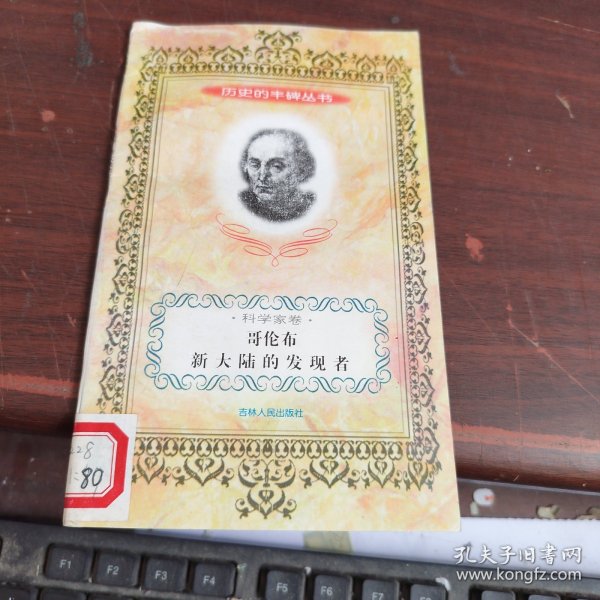 历史的丰碑丛书
·科学家卷·
哥伦布
新大陆的发现者
吉林人民出版社
228
:80
F1
F2
F3
F4
F5
F6
F7
F8
孔夫子旧书网
www.kongfz.com